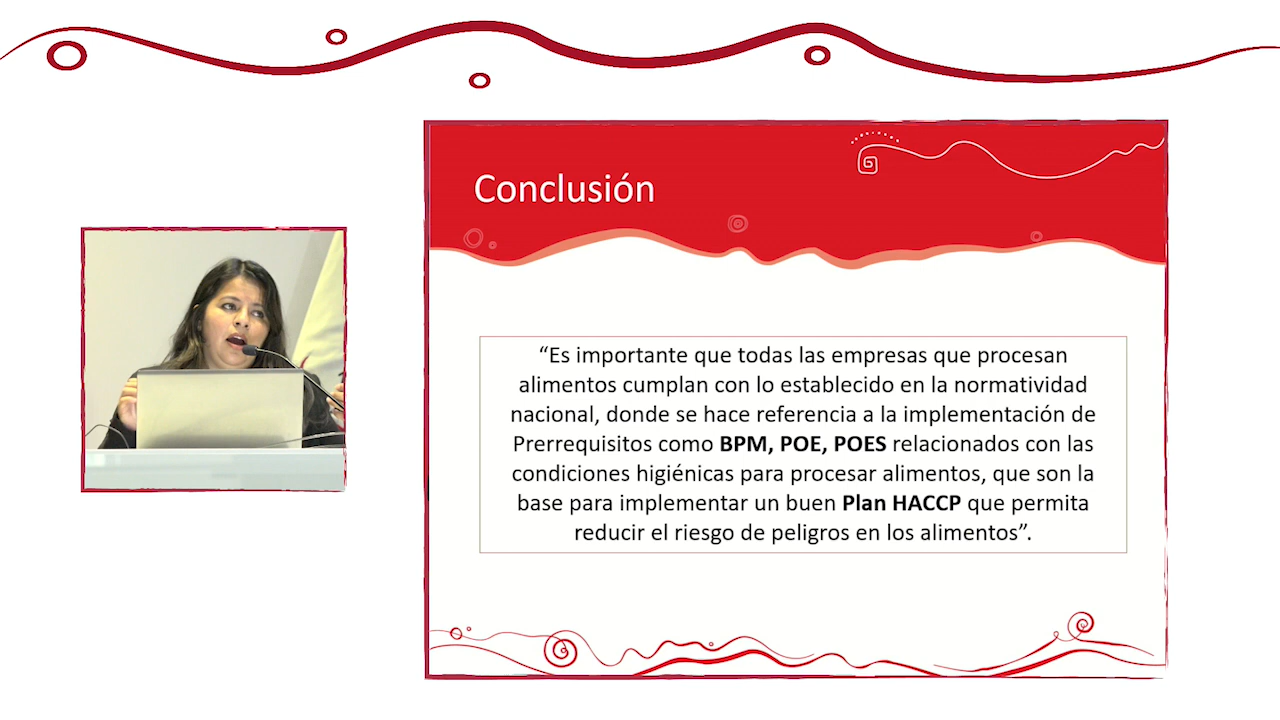 Conclusión
“Es importante que todas las empresas que procesan
alimentos cumplan con lo establecido en la normatividad
nacional, donde se hace referencia a la implementación de
Prerrequisitos como BPM, POE, POES relacionados con las
condiciones higiénicas para procesar alimentos, que son la
base para implementar un buen Plan HACCP que permita
reducir el riesgo de peligros en los alimentos”.